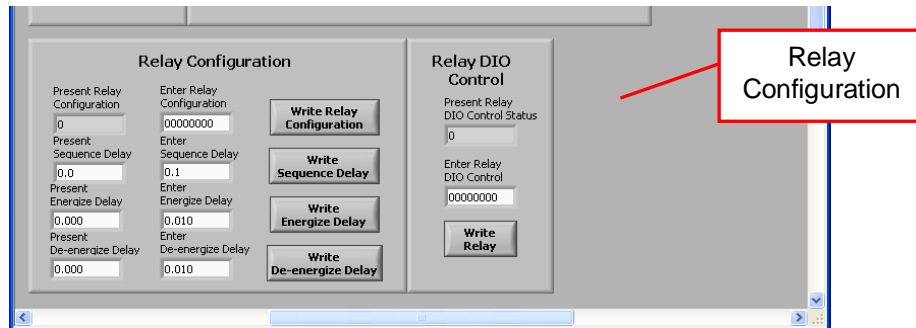 Relay Configuration
Present Relay
Configuration
0
Enter Relay
Configuration
00000000
Write Relay
Configuration
Present
Sequence Delay
0.0
Enter
Sequence Delay
0.1
Write
Sequence Delay
Present
Energize Delay
0.000
Enter
Energize Delay
0.010
Write
Energize Delay
Present
De-energize Delay
0.000
Enter
De-energize Delay
0.010
Write
De-energize Delay
Relay DIO
Control
Present Relay
DIO Control Status
0
Enter Relay
DIO Control
00000000
Write
Relay
Relay
Configuration